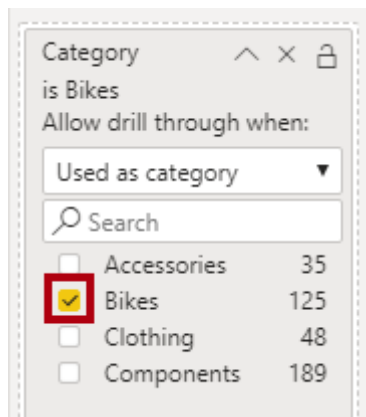 Category
is Bikes
Allow drill through when:
Used as category
Search
Accessories 35
Bikes 125
Clothing 48
Components 189